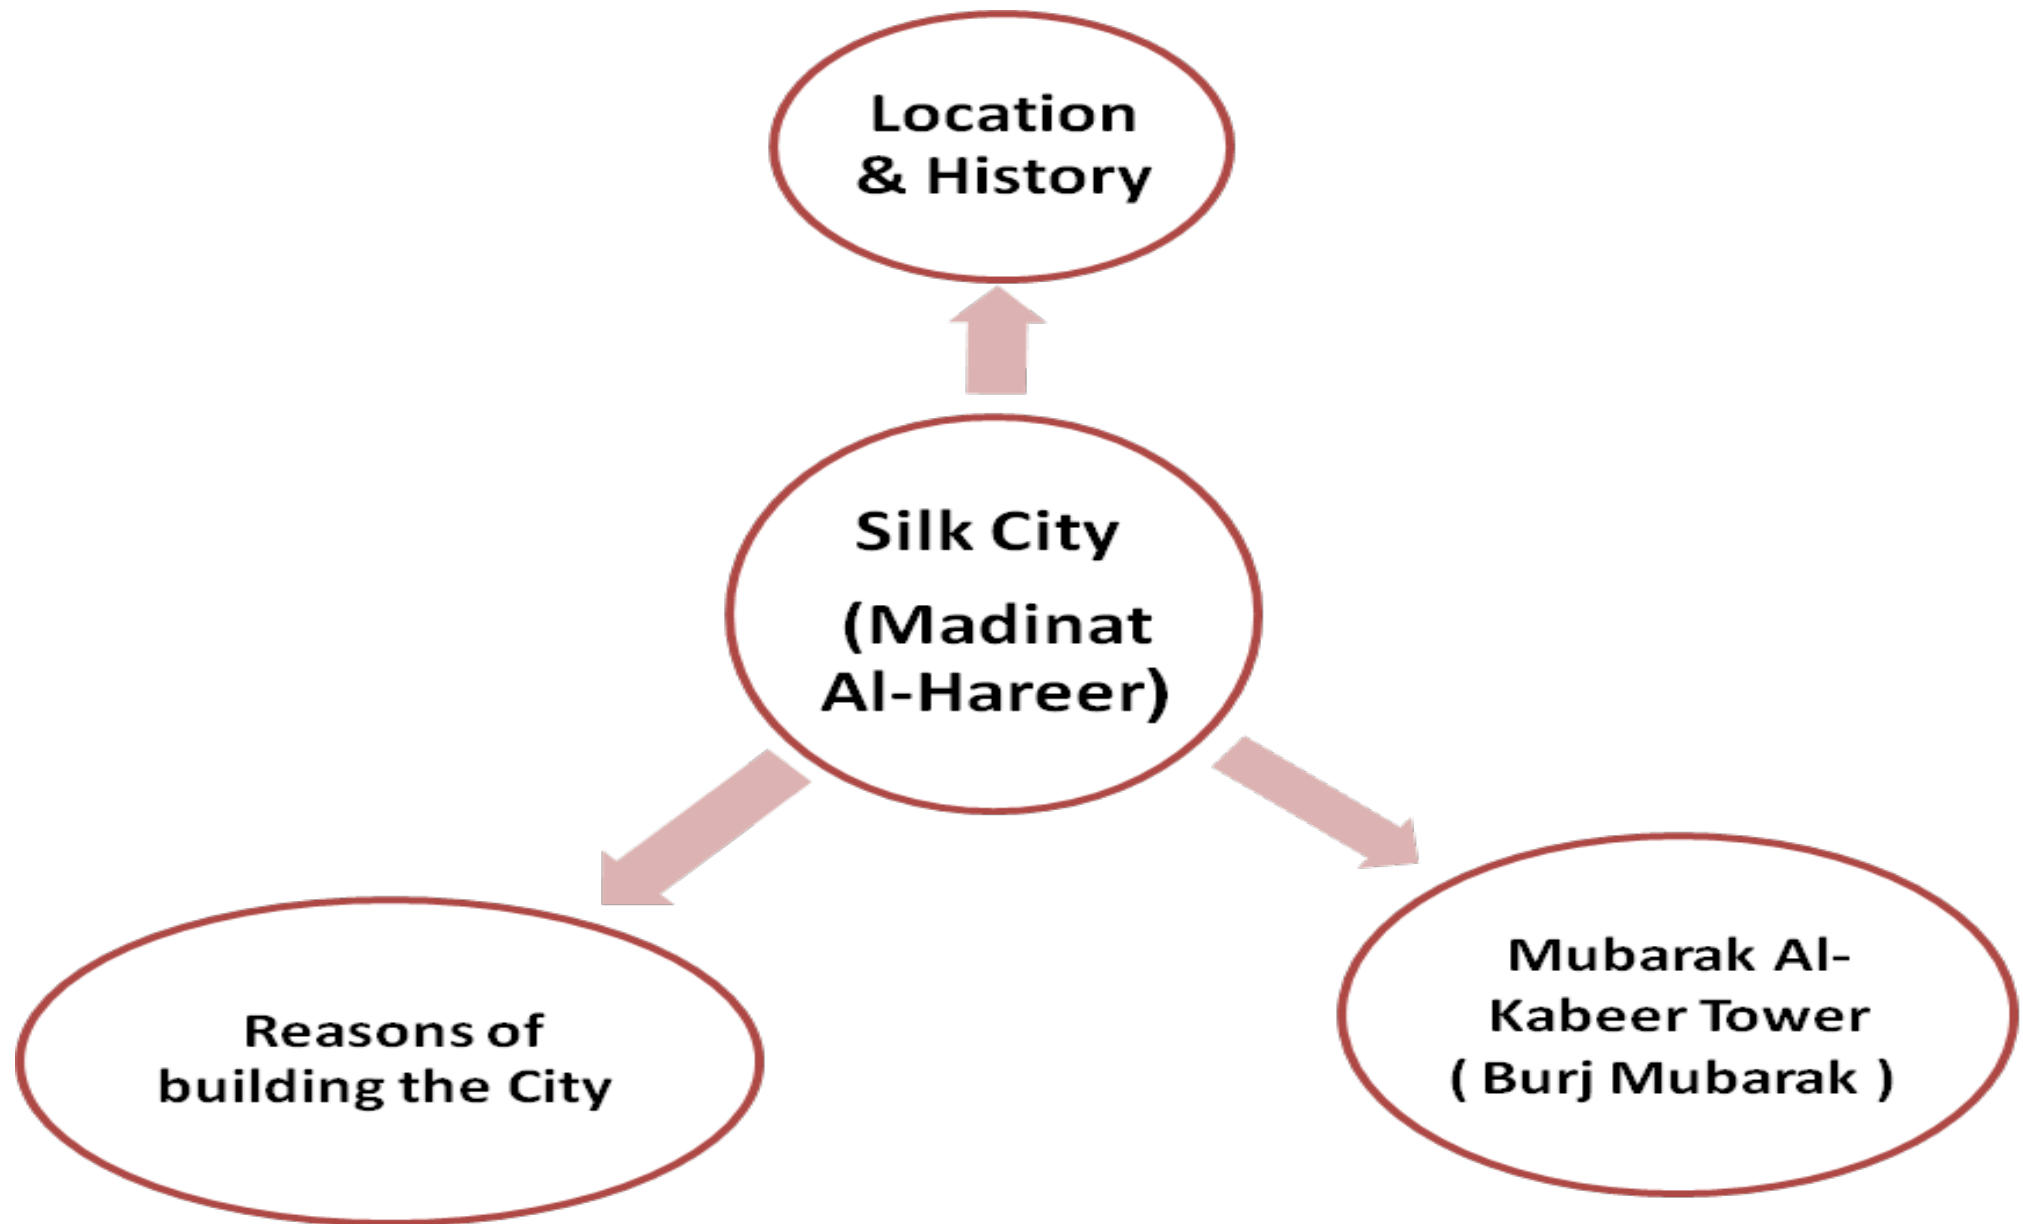 Location
& History
Silk City
(Madinat
Al-Hareer)
Reasons of
building the City
Mubarak Al-
Kabeer Tower
( Burj Mubarak )